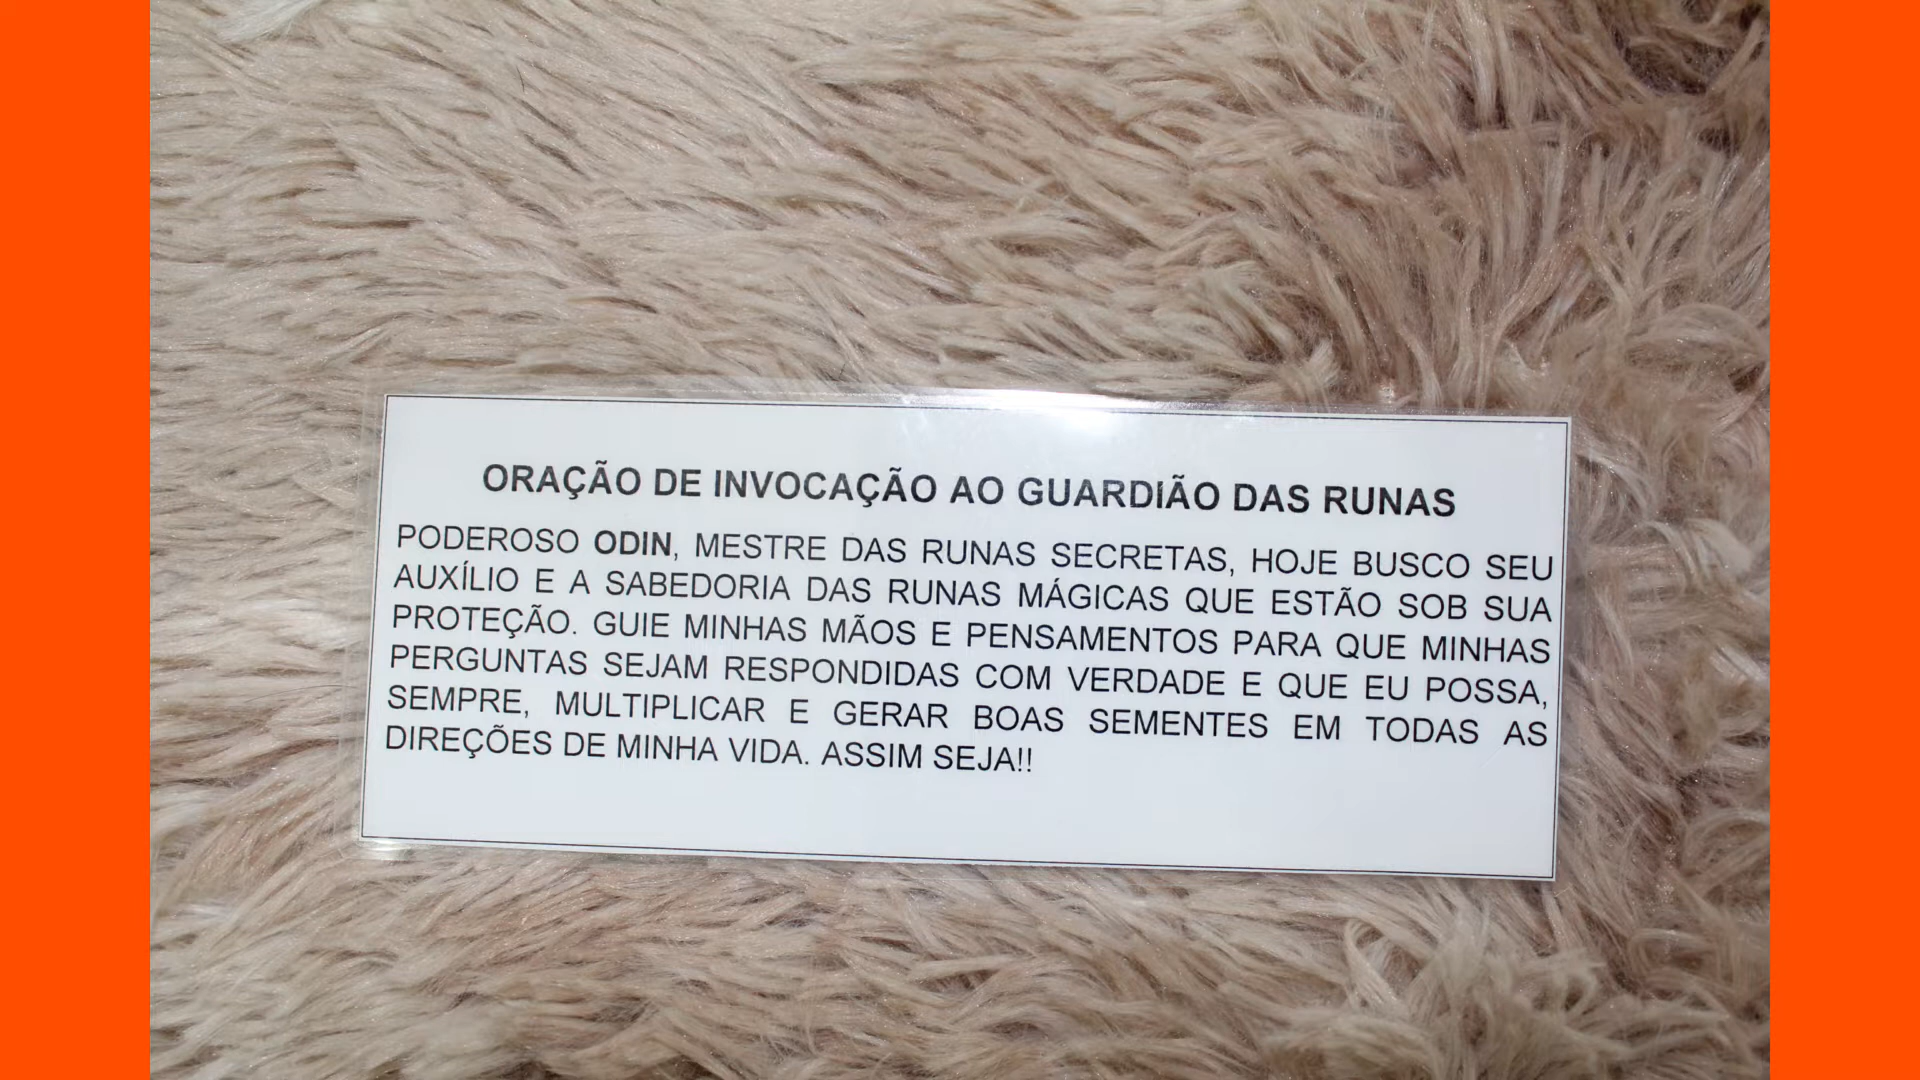 ORAÇÃO DE INVOCAÇÃO AO GUARDIÃO DAS RUNAS
PODEROSO ODIN, MESTRE DAS RUNAS SECRETAS, HOJE BUSCO SEU
AUXÍLIO E A SABEDORIA DAS RUNAS MÁGICAS QUE ESTÃO SOB SUA
PROTEÇÃO. GUIE MINHAS MÃOS E PENSAMENTOS PARA QUE MINHAS
PERGUNTAS SEJAM RESPONDIDAS COM VERDADE E QUE EU POSSA,
SEMPRE, MULTIPLICAR E GERAR BOAS SEMENTES EM TODAS AS
DIREÇÕES DE MINHA VIDA. ASSIM SEJA!!